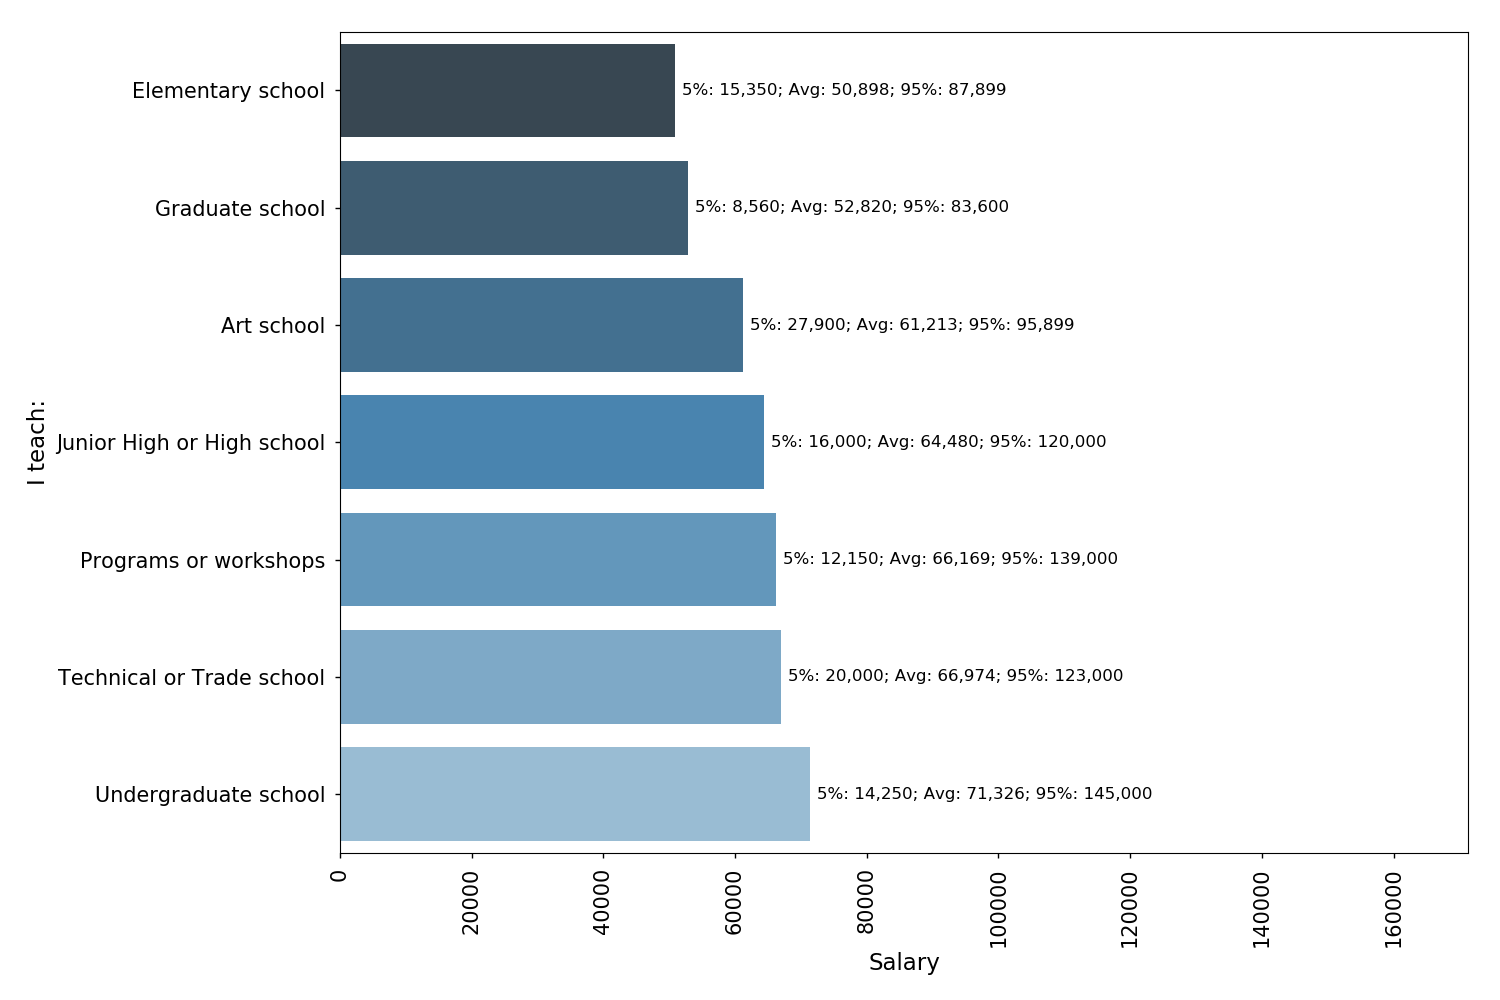 Elementary school
5%: 15,350; Avg: 50,898; 95%: 87,899
Graduate school
5%: 8,560; Avg: 52,820; 95%: 83,600
Art school
5%: 27,900; Avg: 61,213; 95%: 95,899
I teach:
Junior High or High school
5%: 16,000; Avg: 64,480; 95%: 120,000
Programs or workshops
5%: 12,150; Avg: 66,169; 95%: 139,000
Technical or Trade school
5%: 20,000; Avg: 66,974; 95%: 123,000
Undergraduate school
5%: 14,250; Avg: 71,326; 95%: 145,000
0
20000
40000
60000
80000
100000
120000
140000
160000
Salary